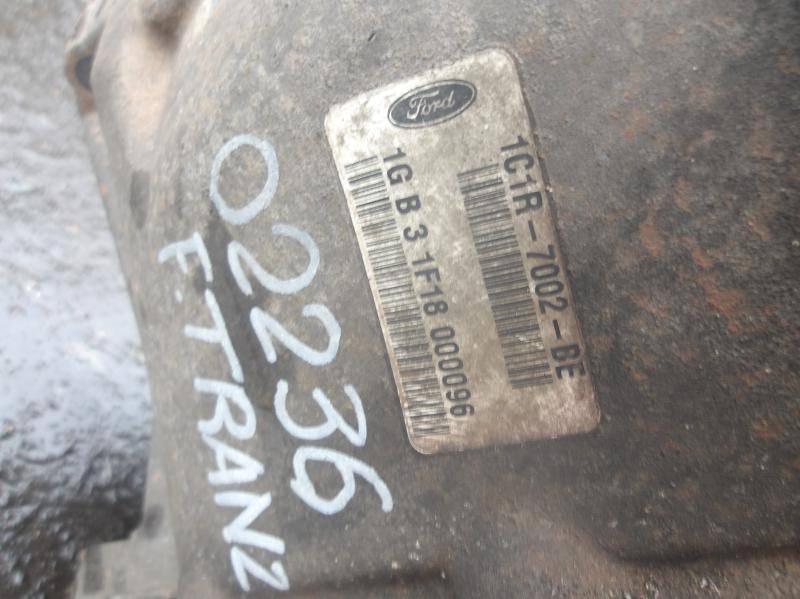 Ford
1C1R-7002-BE
1G B 3 1F18 000096
02236
F.TRANZ